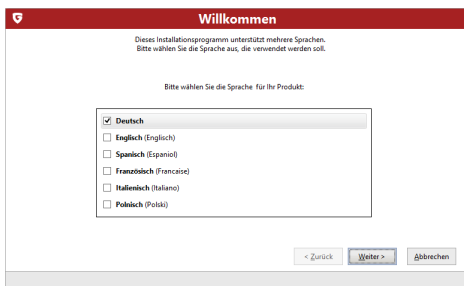 Willkommen
Dieses Installationsprogramm unterstützt mehrere Sprachen.
Bitte wählen Sie die Sprache aus, die verwendet werden soll.
Bitte wählen Sie die Sprache für Ihr Produkt:
Deutsch
Englisch (Englisch)
Spanisch (Espaniol)
Französisch (Francaise)
Italienisch (Italiano)
Polnisch (Polski)
< Zurück Weiter > Abbrechen